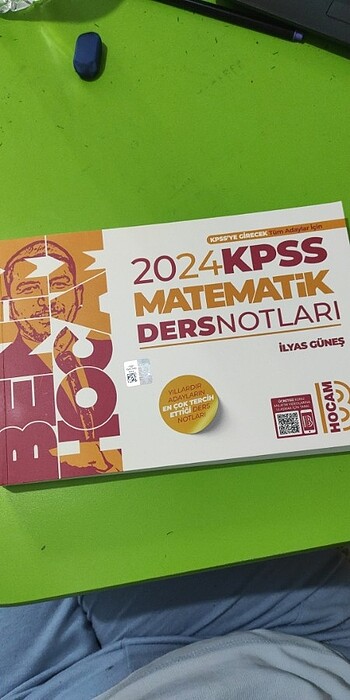 KPSS'YE GİRECEK Tüm Adaylar İçin
2024 KPSS
MATEMATİK
DERS NOTLARI
İLYAS GÜNEŞ
BENİM
HOCAM
YILLARDIR
ADAYLARIN
EN ÇOK TERCİH
ETTİĞİ DERS
NOTLARI
HOCAM